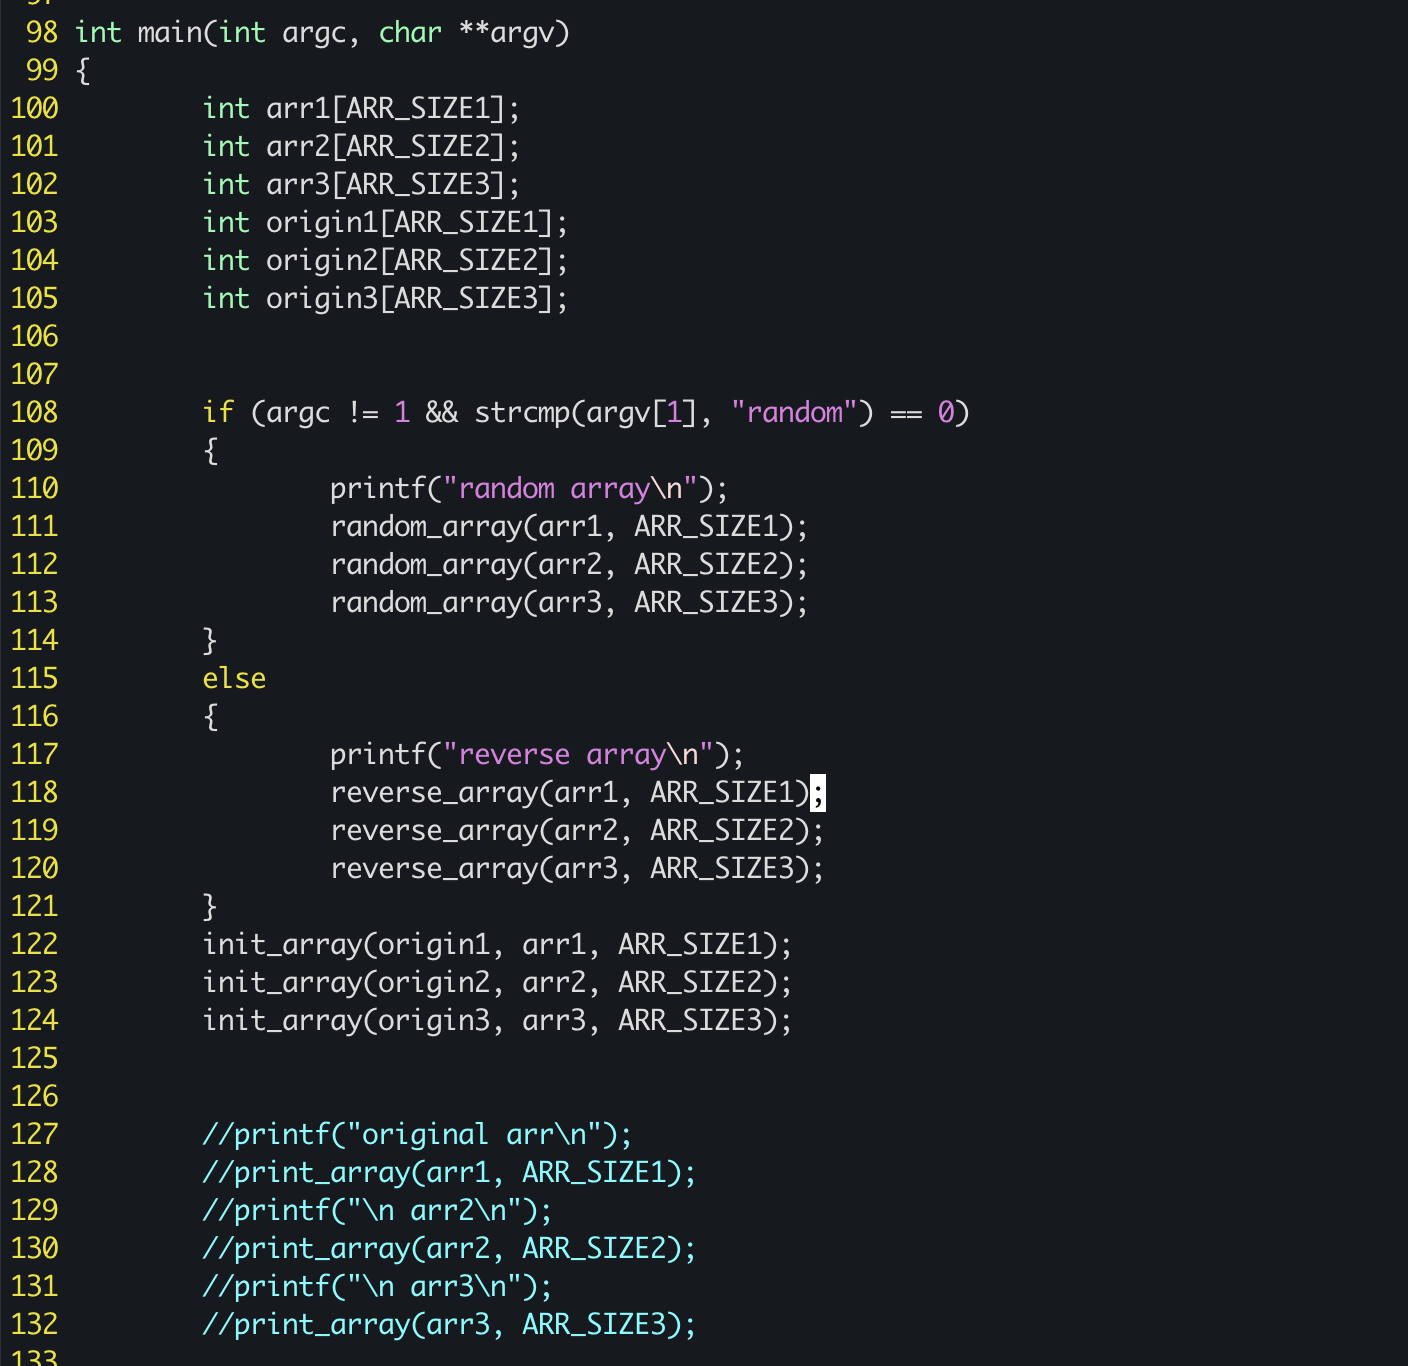 98 int main(int argc, char **argv)
99 {
100 int arr1[ARR_SIZE1];
101 int arr2[ARR_SIZE2];
102 int arr3[ARR_SIZE3];
103 int origin1[ARR_SIZE1];
104 int origin2[ARR_SIZE2];
105 int origin3[ARR_SIZE3];
106
107
108 if (argc != 1 && strcmp(argv[1], "random") == 0)
109 {
110 printf("random array\n");
111 random_array(arr1, ARR_SIZE1);
112 random_array(arr2, ARR_SIZE2);
113 random_array(arr3, ARR_SIZE3);
114 }
115 else
116 {
117 printf("reverse array\n");
118 reverse_array(arr1, ARR_SIZE1);
119 reverse_array(arr2, ARR_SIZE2);
120 reverse_array(arr3, ARR_SIZE3);
121 }
122 init_array(origin1, arr1, ARR_SIZE1);
123 init_array(origin2, arr2, ARR_SIZE2);
124 init_array(origin3, arr3, ARR_SIZE3);
125
126
127 //printf("original arr\n");
128 //print_array(arr1, ARR_SIZE1);
129 //printf("\n arr2\n");
130 //print_array(arr2, ARR_SIZE2);
131 //printf("\n arr3\n");
132 //print_array(arr3, ARR_SIZE3);
133